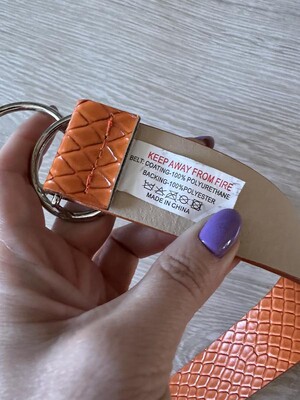 KEEP AWAY FROM FIRE
BELT: COATING-100% POLYURETHANE
BACKING-100%POLYESTER
MADE IN CHINA